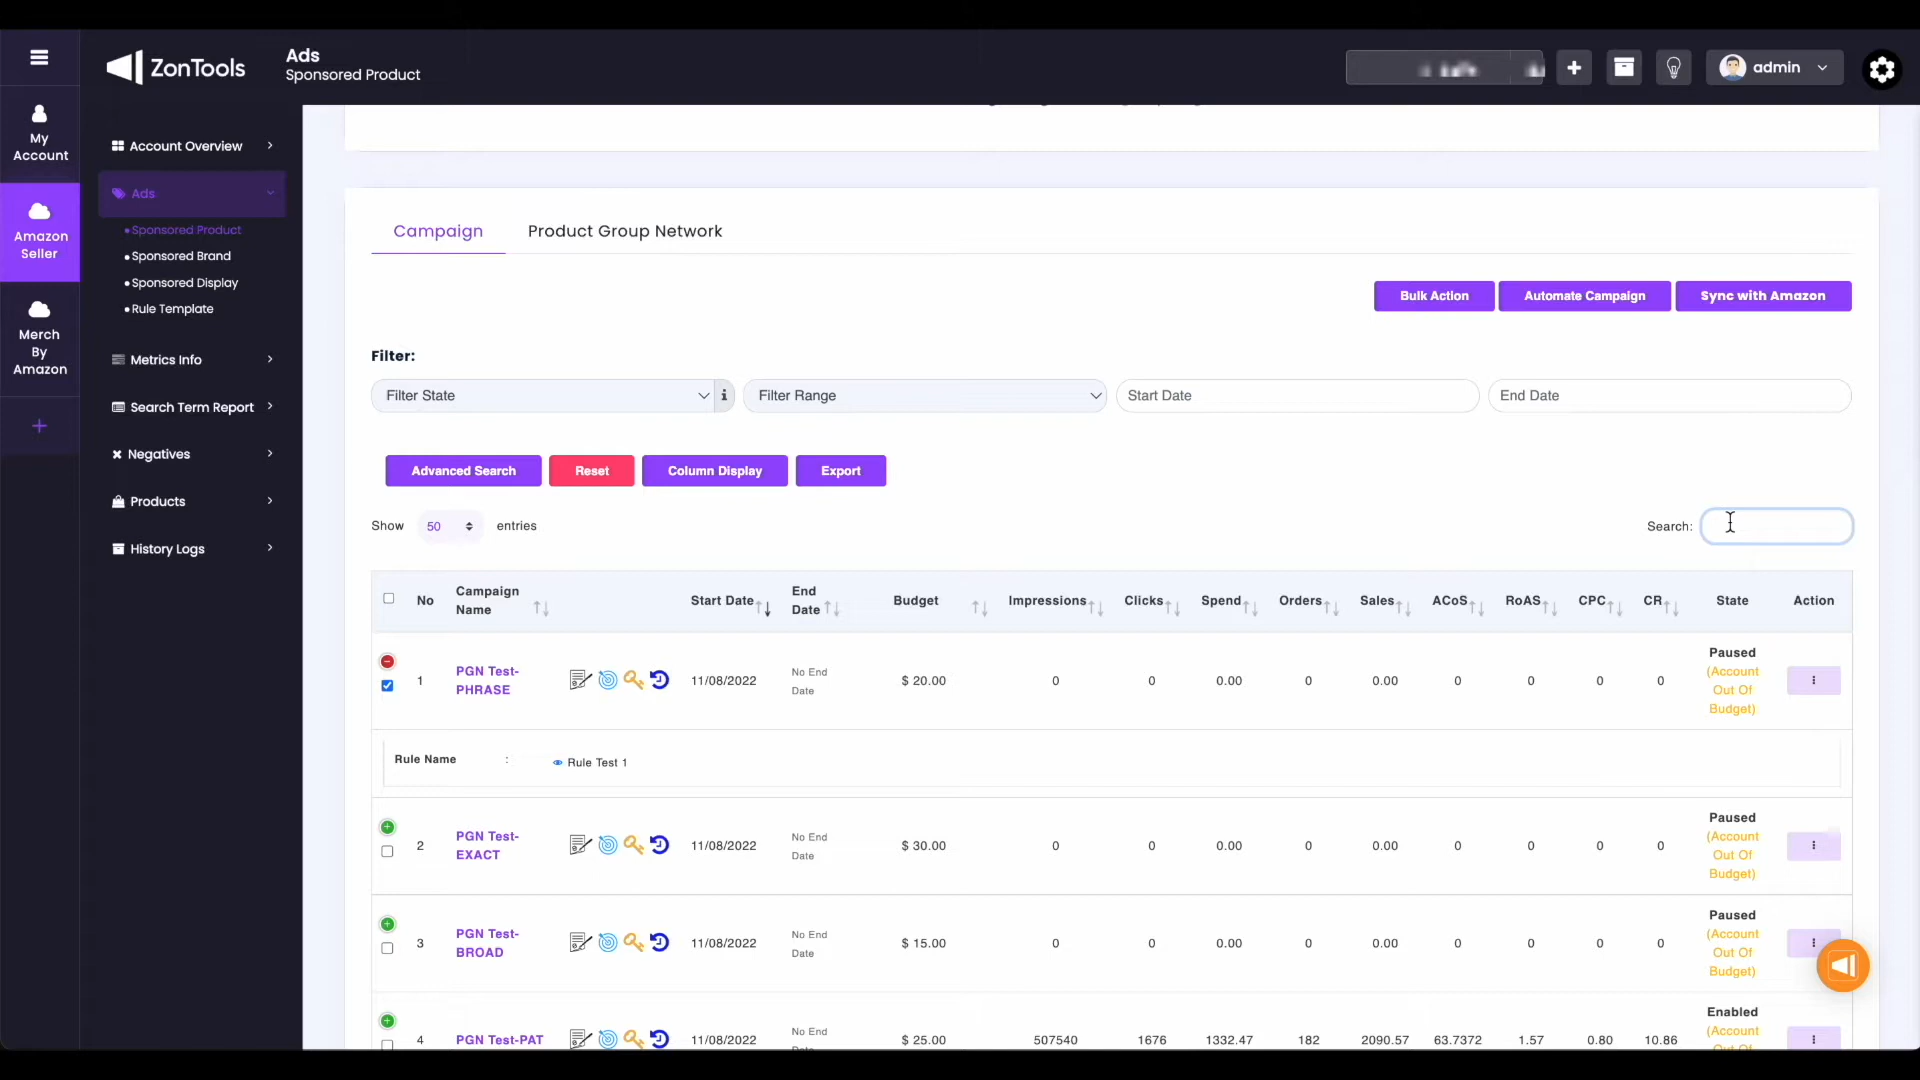 ZonTools
Ads
Sponsored Product
admin
My
Account
Amazon
Seller
Merch
By
Amazon
Account Overview
Ads
Sponsored Product
Sponsored Brand
Sponsored Display
Rule Template
Metrics Info
Search Term Report
Negatives
Products
History Logs
Campaign
Product Group Network
Bulk Action
Automate Campaign
Sync with Amazon
Filter:
Filter State
Filter Range
Start Date
End Date
Advanced Search
Reset
Column Display
Export
Show 50 entries
Search:
No
Campaign
Name
Start Date
End
Date
Budget
Impressions
Clicks
Spend
Orders
Sales
ACoS
RoAS
CPC
CR
State
Action
1
PGN Test-
PHRASE
11/08/2022
No End
Date
$ 20.00
0
0
0.00
0
0.00
0
0
0
0
Paused
(Account
Out Of
Budget)
Rule Name : Rule Test 1
2
PGN Test-
EXACT
11/08/2022
No End
Date
$ 30.00
0
0
0.00
0
0.00
0
0
0
0
Paused
(Account
Out Of
Budget)
3
PGN Test-
BROAD
11/08/2022
No End
Date
$ 15.00
0
0
0.00
0
0.00
0
0
0
0
Paused
(Account
Out Of
Budget)
4
PGN Test-PAT
11/08/2022
No End
Date
$ 25.00
507540
1676
1332.47
182
2090.57
63.7372
1.57
0.80
10.86
Enabled
(Account
Out Of